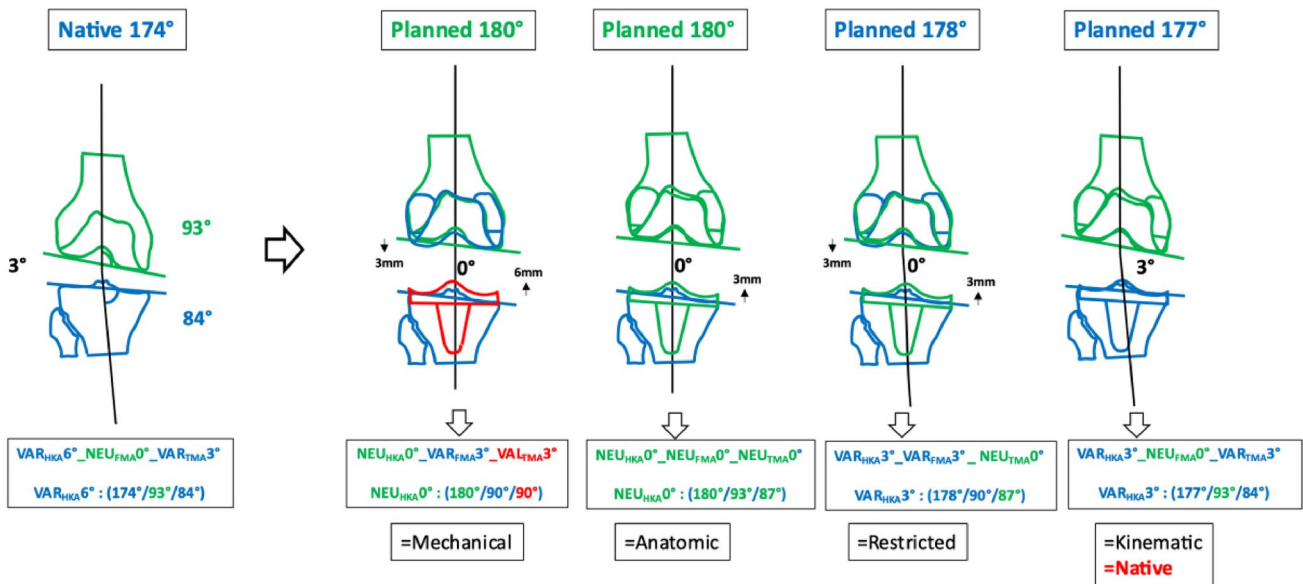 Native 174°
Planned 180°
Planned 180°
Planned 178°
Planned 177°
93°
3°
84°
3mm
0°
6mm
0°
3mm
3mm
0°
3mm
3°
VARHKA6°_NEUFMA0°_VARTMA3°
VARHKA6° : (174°/93°/84°)
NEUHKA0°_VARFMA3°_VALTMA3°
NEUHKA0° : (180°/90°/90°)
NEUHKA0°_NEUFMA0°_NEUTMA0°
NEUHKA0° : (180°/93°/87°)
VARHKA3°_VARFMA3°_ NEUTMA0°
VARHKA3° : (178°/90°/87°)
VARHKA3°_NEUFMA0°_VARTMA3°
VARHKA3° : (177°/93°/84°)
=Mechanical
=Anatomic
=Restricted
=Kinematic
=Native